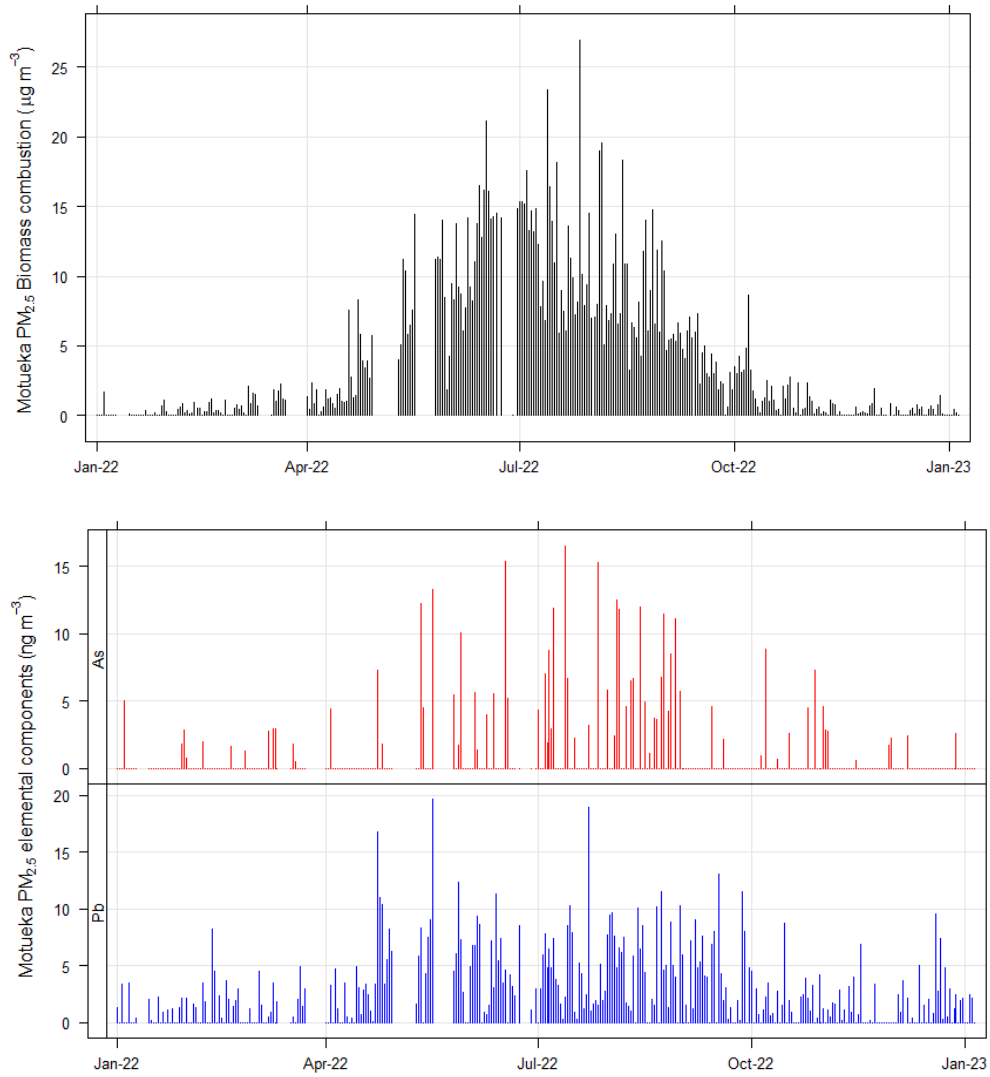 Motueka PM2.5 Biomass combustion ( μg m−3)
25
20
15
10
5
0
Jan-22 Apr-22 Jul-22 Oct-22 Jan-23
Motueka PM2.5 elemental components (ng m−3)
As
15
10
5
0
Pb
20
15
10
5
0
Jan-22 Apr-22 Jul-22 Oct-22 Jan-23